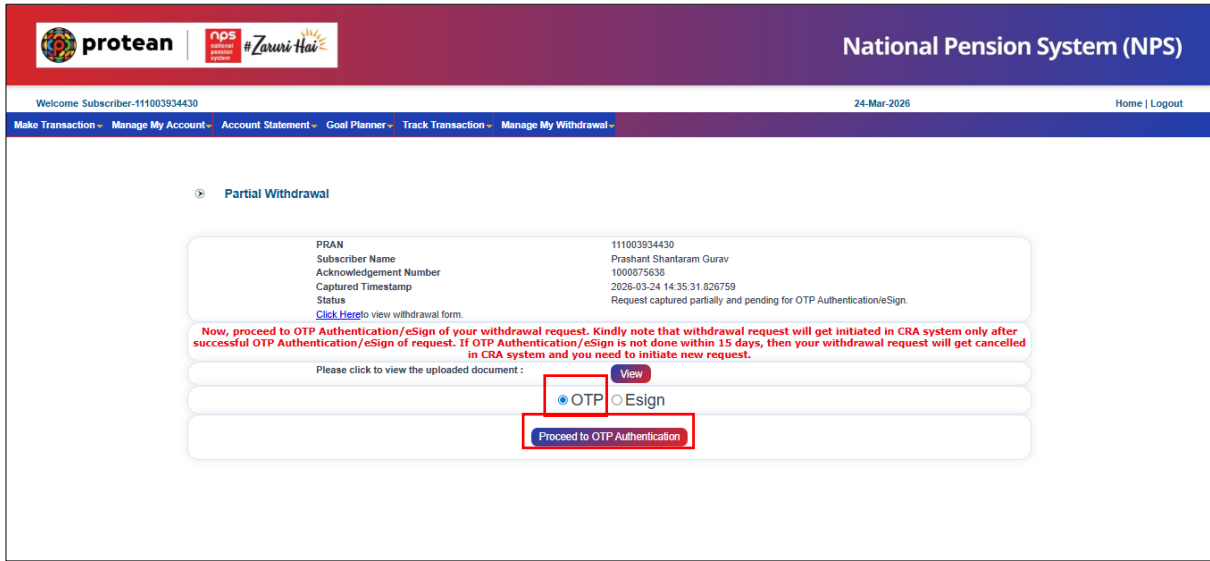 protean
nps
national
pension
system
#Zaruri Hai
National Pension System (NPS)
Welcome Subscriber-111003934430
24-Mar-2026
Home | Logout
Make Transaction Manage My Account Account Statement Goal Planner Track Transaction Manage My Withdrawal
Partial Withdrawal
PRAN 111003934430
Subscriber Name Prashant Shantaram Gurav
Acknowledgement Number 1000875638
Captured Timestamp 2026-03-24 14:35:31.826759
Status Request captured partially and pending for OTP Authentication/eSign.
Click Hereto view withdrawal form.
Now, proceed to OTP Authentication/eSign of your withdrawal request. Kindly note that withdrawal request will get initiated in CRA system only after
successful OTP Authentication/eSign of request. If OTP Authentication/eSign is not done within 15 days, then your withdrawal request will get cancelled
in CRA system and you need to initiate new request.
Please click to view the uploaded document : View
OTP Esign
Proceed to OTP Authentication